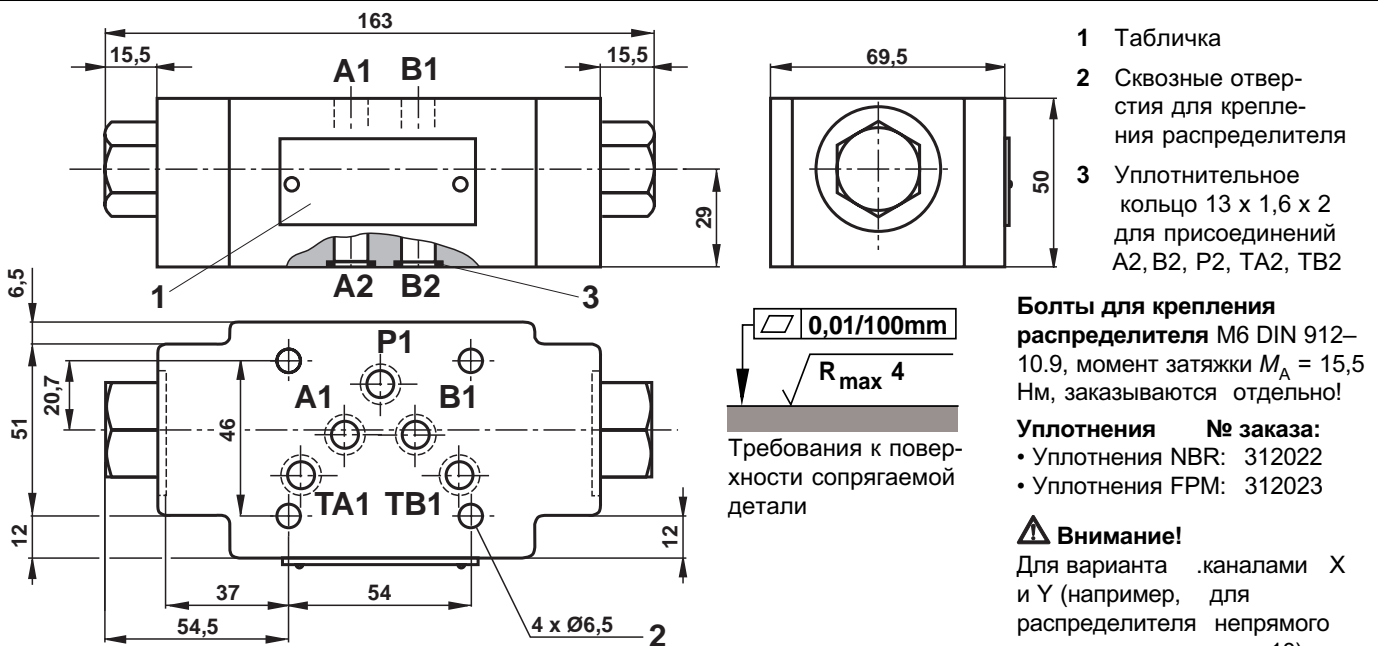 163
15,5
A1 B1
15,5
29
A2 B2
1
3
69,5
50
6,5
P1
A1
B1
20,7
51
46
TA1 TB1
12
12
37
54
54,5
4 x Ø6,5
2
0,01/100mm
Rmax 4
Требования к повер-
хности сопрягаемой
детали
1 Табличка
2 Сквозные отвер-
стия для крепле-
ния распределителя
3 Уплотнительное
кольцо 13 x 1,6 x 2
для присоединений
A2, B2, P2, TA2, TB2
Болты для крепления
распределителя M6 DIN 912–
10.9, момент затяжки MA = 15,5
Нм, заказываются отдельно!
Уплотнения № заказа:
• Уплотнения NBR: 312022
• Уплотнения FPM: 312023
Внимание!
Для варианта .каналами X
и Y (например, для
распределителя непрямого